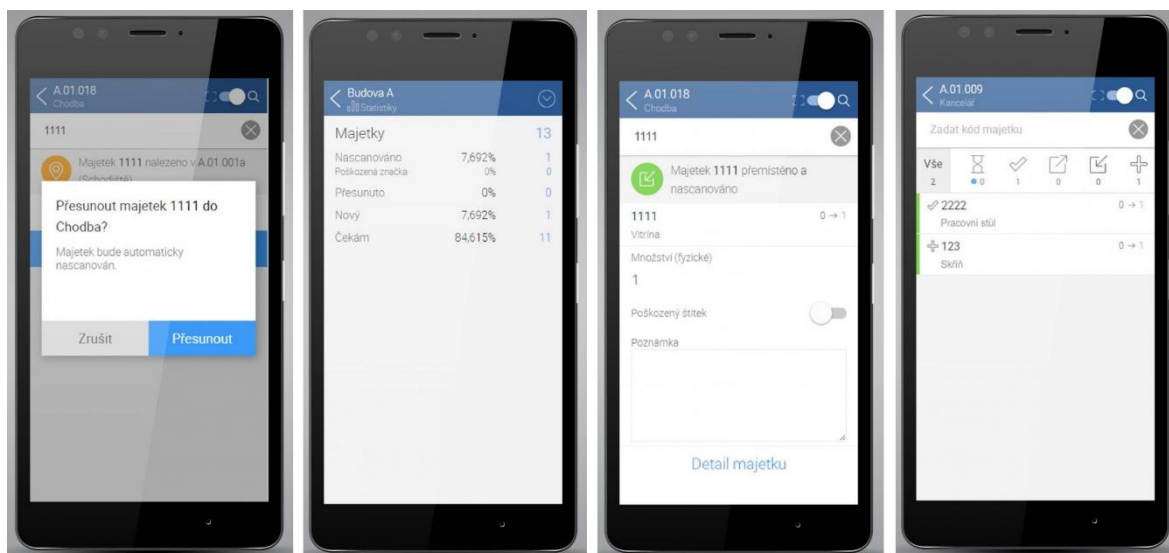 A.01.018
Chodba
1111
Majetek 1111 nalezeno v A.01.001a
(Schodiště)
Přesunout majetek 1111 do
Chodba?
Majetek bude automaticky
nascanován.
Zrušit
Přesunout
Budova A
Statistiky
Majetky 13
Nascanováno 7,692% 1
Poškozená značka 0% 0
Přesunuto 0% 0
Nový 7,692% 1
Čekám 84,615% 11
A.01.018
Chodba
1111
Majetek 1111 přemístěno a
nascanováno
1111 0 → 1
Vitrína
Množství (fyzické)
1
Poškozený štítek
Poznámka
Detail majetku
A.01.009
Kancelář
Zadat kód majetku
Vše
2 0 1 0 0 1
2222 0 → 1
Pracovní stůl
123 0 → 1
Skříň